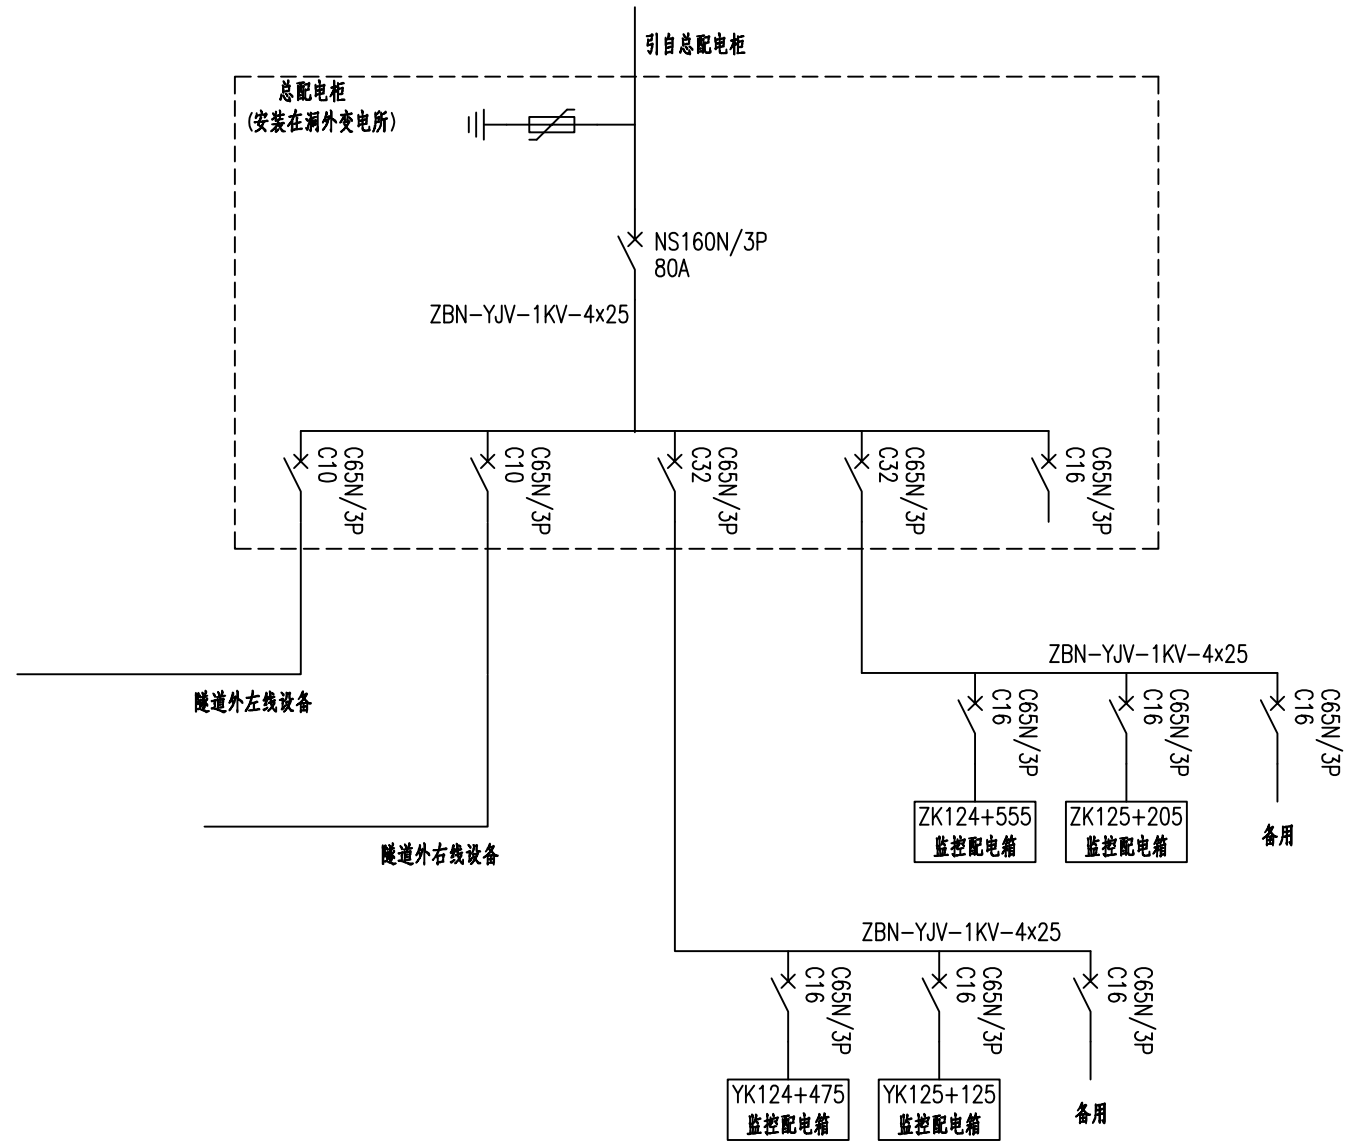 引自总配电柜
总配电柜
(安装在洞外变电所)
NS160N/3P
80A
ZBN-YJV-1KV-4x25
C65N/3P
C10
C65N/3P
C10
C65N/3P
C32
C65N/3P
C32
C65N/3P
C16
ZBN-YJV-1KV-4x25
隧道外左线设备
C65N/3P
C16
C65N/3P
C16
C65N/3P
C16
ZK124+555
监控配电箱
ZK125+205
监控配电箱
备用
隧道外右线设备
ZBN-YJV-1KV-4x25
C65N/3P
C16
C65N/3P
C16
C65N/3P
C16
YK124+475
监控配电箱
YK125+125
监控配电箱
备用